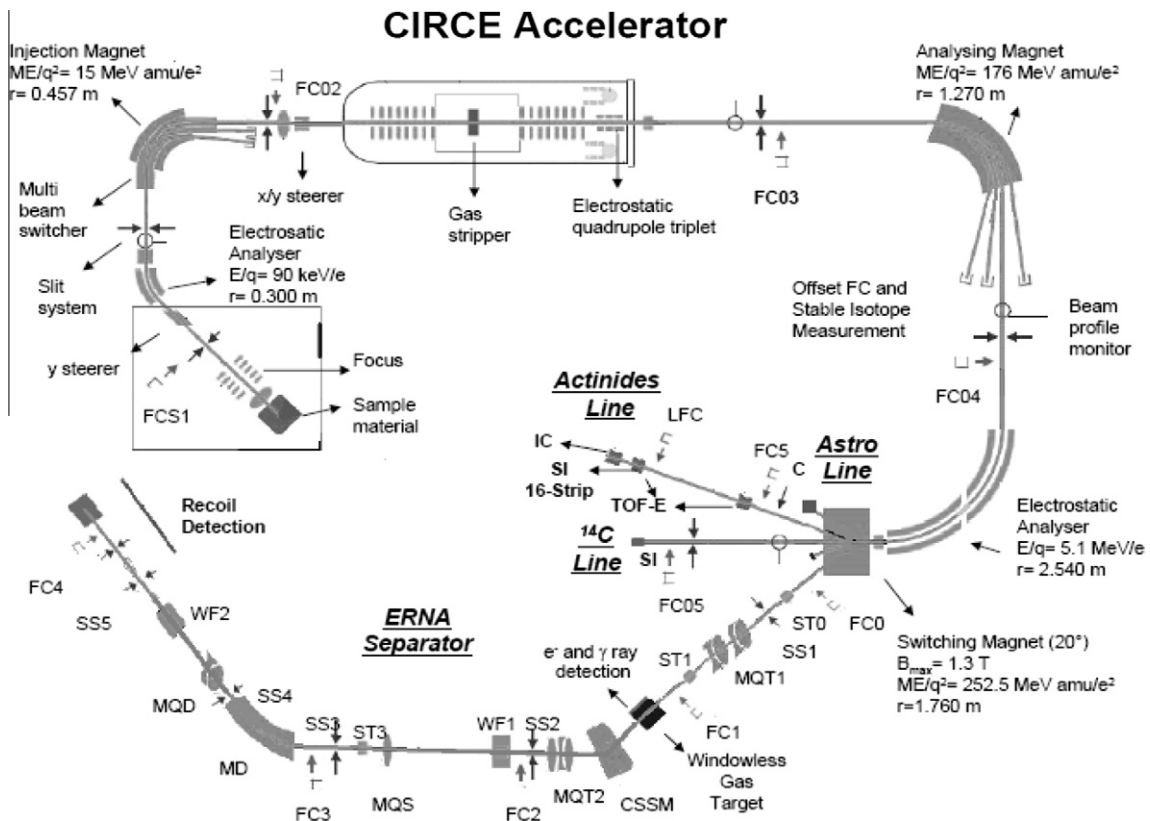 CIRCE Accelerator
Injection Magnet
ME/q²= 15 MeV amu/e²
r= 0.457 m
FC02
Analysing Magnet
ME/q²= 176 MeV amu/e²
r= 1.270 m
Multi
beam
switcher
x/y steerer
Gas
stripper
Electrostatic
quadrupole triplet
FC03
Slit
system
Electrosatic
Analyser
E/q= 90 keV/e
r= 0.300 m
Offset FC and
Stable Isotope
Measurement
Beam
profile
monitor
y steerer
Focus
FCS1
Sample
material
FC04
Actinides
Line
LFC
IC
SI
16-Strip
FC5
C
Astro
Line
TOF-E
Recoil
Detection
¹⁴C
Line
SI
FC05
Electrostatic
Analyser
E/q= 5.1 MeV/e
r= 2.540 m
FC4
SS5
WF2
ERNA
Separator
ST0
FC0
SS1
MQT1
ST1
e⁻ and γ ray
detection
Switching Magnet (20°)
Bmax= 1.3 T
ME/q²= 252.5 MeV amu/e²
r=1.760 m
MQD
SS4
MD
SS3
ST3
FC3
MQS
WF1
SS2
FC2
MQT2
CSSM
FC1
Windowless
Gas
Target